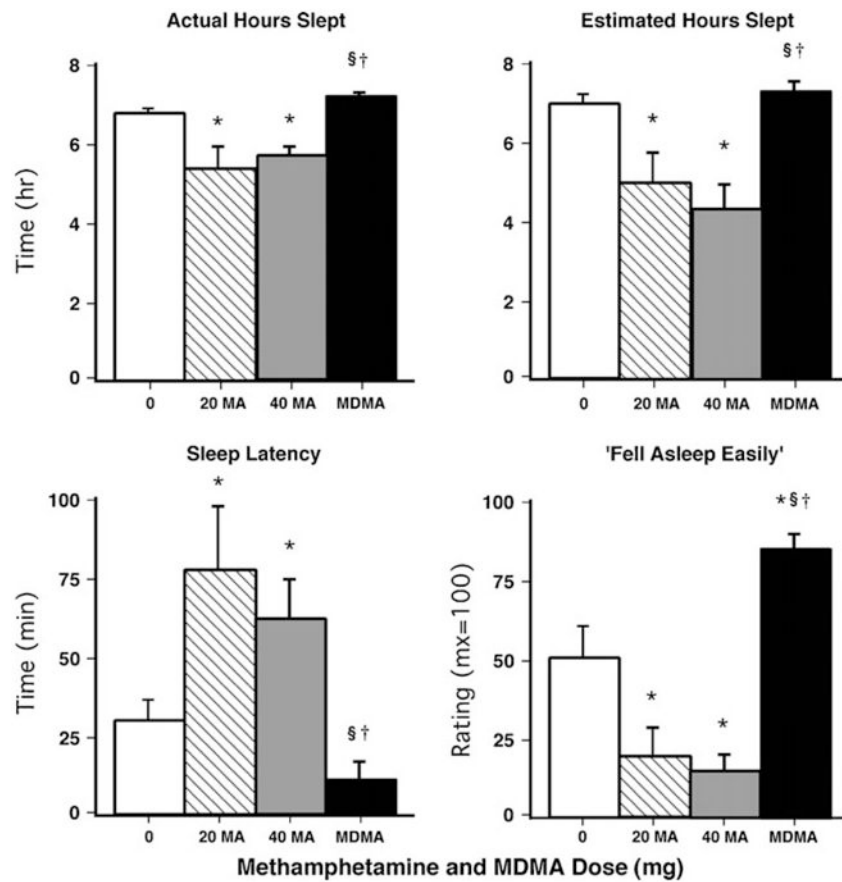 Actual Hours Slept
Time (hr)
8
6
4
2
0
* * §†
0 20 MA 40 MA MDMA
Estimated Hours Slept
8
6
4
2
0
* * §†
0 20 MA 40 MA MDMA
Sleep Latency
Time (min)
100
75
50
25
0
* * §†
0 20 MA 40 MA MDMA
'Fell Asleep Easily'
Rating (mx=100)
100
75
50
25
0
* * *§†
0 20 MA 40 MA MDMA
Methamphetamine and MDMA Dose (mg)